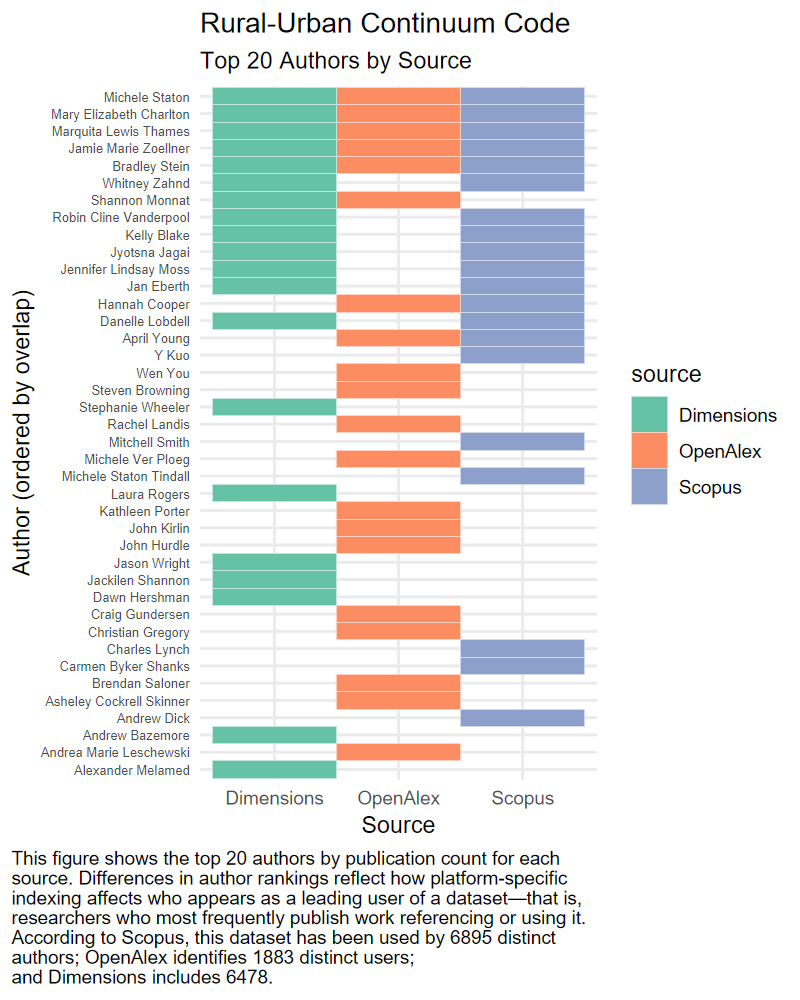 Rural-Urban Continuum Code
Top 20 Authors by Source
Author (ordered by overlap)
Michele Staton
Mary Elizabeth Charlton
Marquita Lewis Thames
Jamie Marie Zoellner
Bradley Stein
Whitney Zahnd
Shannon Monnat
Robin Cline Vanderpool
Kelly Blake
Jyotsna Jagai
Jennifer Lindsay Moss
Jan Eberth
Hannah Cooper
Danelle Lobdell
April Young
Y Kuo
Wen You
Steven Browning
Stephanie Wheeler
Rachel Landis
Mitchell Smith
Michele Ver Ploeg
Michele Staton Tindall
Laura Rogers
Kathleen Porter
John Kirlin
John Hurdle
Jason Wright
Jackilen Shannon
Dawn Hershman
Craig Gundersen
Christian Gregory
Charles Lynch
Carmen Byker Shanks
Brendan Saloner
Asheley Cockrell Skinner
Andrew Dick
Andrew Bazemore
Andrea Marie Leschewski
Alexander Melamed
Dimensions OpenAlex Scopus
Source
source
Dimensions
OpenAlex
Scopus
This figure shows the top 20 authors by publication count for each
source. Differences in author rankings reflect how platform-specific
indexing affects who appears as a leading user of a dataset—that is,
researchers who most frequently publish work referencing or using it.
According to Scopus, this dataset has been used by 6895 distinct
authors; OpenAlex identifies 1883 distinct users;
and Dimensions includes 6478.